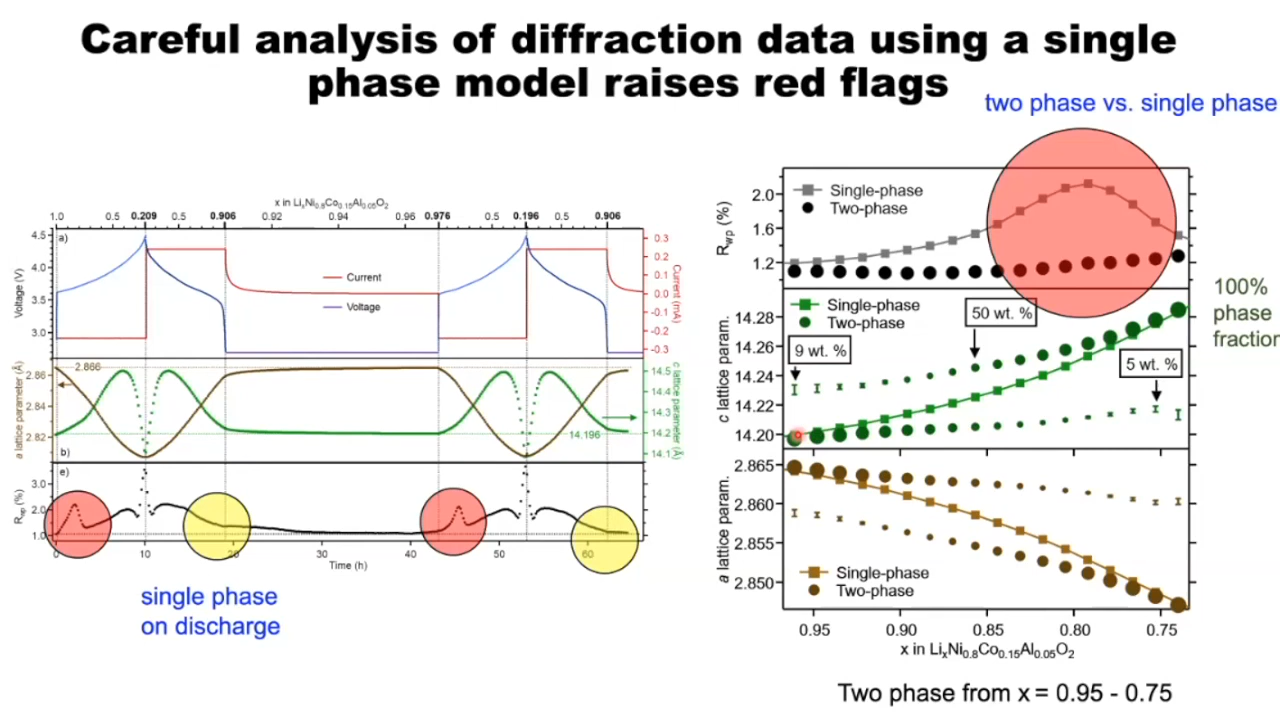 Careful analysis of diffraction data using a single
phase model raises red flags
two phase vs. single phase
x in LiₓNi₀.₈Co₀.₁₅Al₀.₀₅O₂
1.0 0.5 0.209 0.5 0.906 0.92 0.94 0.96 0.976 0.5 0.196 0.5 0.906
a)
Voltage (V)
4.5
4.0
3.5
3.0
Current
Voltage
Current (mA)
0.3
0.2
0.1
0.0
-0.1
-0.2
-0.3
a lattice parameter (Å)
2.86
2.84
2.82
2.866
14.196
b)
c lattice parameter (Å)
14.5
14.4
14.3
14.2
14.1
e)
Rwp (%)
3.0
2.0
1.0
0 10 20 30 40 50 60
Time (h)
single phase
on discharge
Rwp (%)
2.0
1.6
1.2
Single-phase
Two-phase
c lattice param.
14.28
14.26
14.24
14.22
14.20
Single-phase
Two-phase
9 wt. %
50 wt. %
5 wt. %
100%
phase
fraction
a lattice param.
2.865
2.860
2.855
2.850
Single-phase
Two-phase
0.95 0.90 0.85 0.80 0.75
x in LiₓNi₀.₈Co₀.₁₅Al₀.₀₅O₂
Two phase from x = 0.95 - 0.75